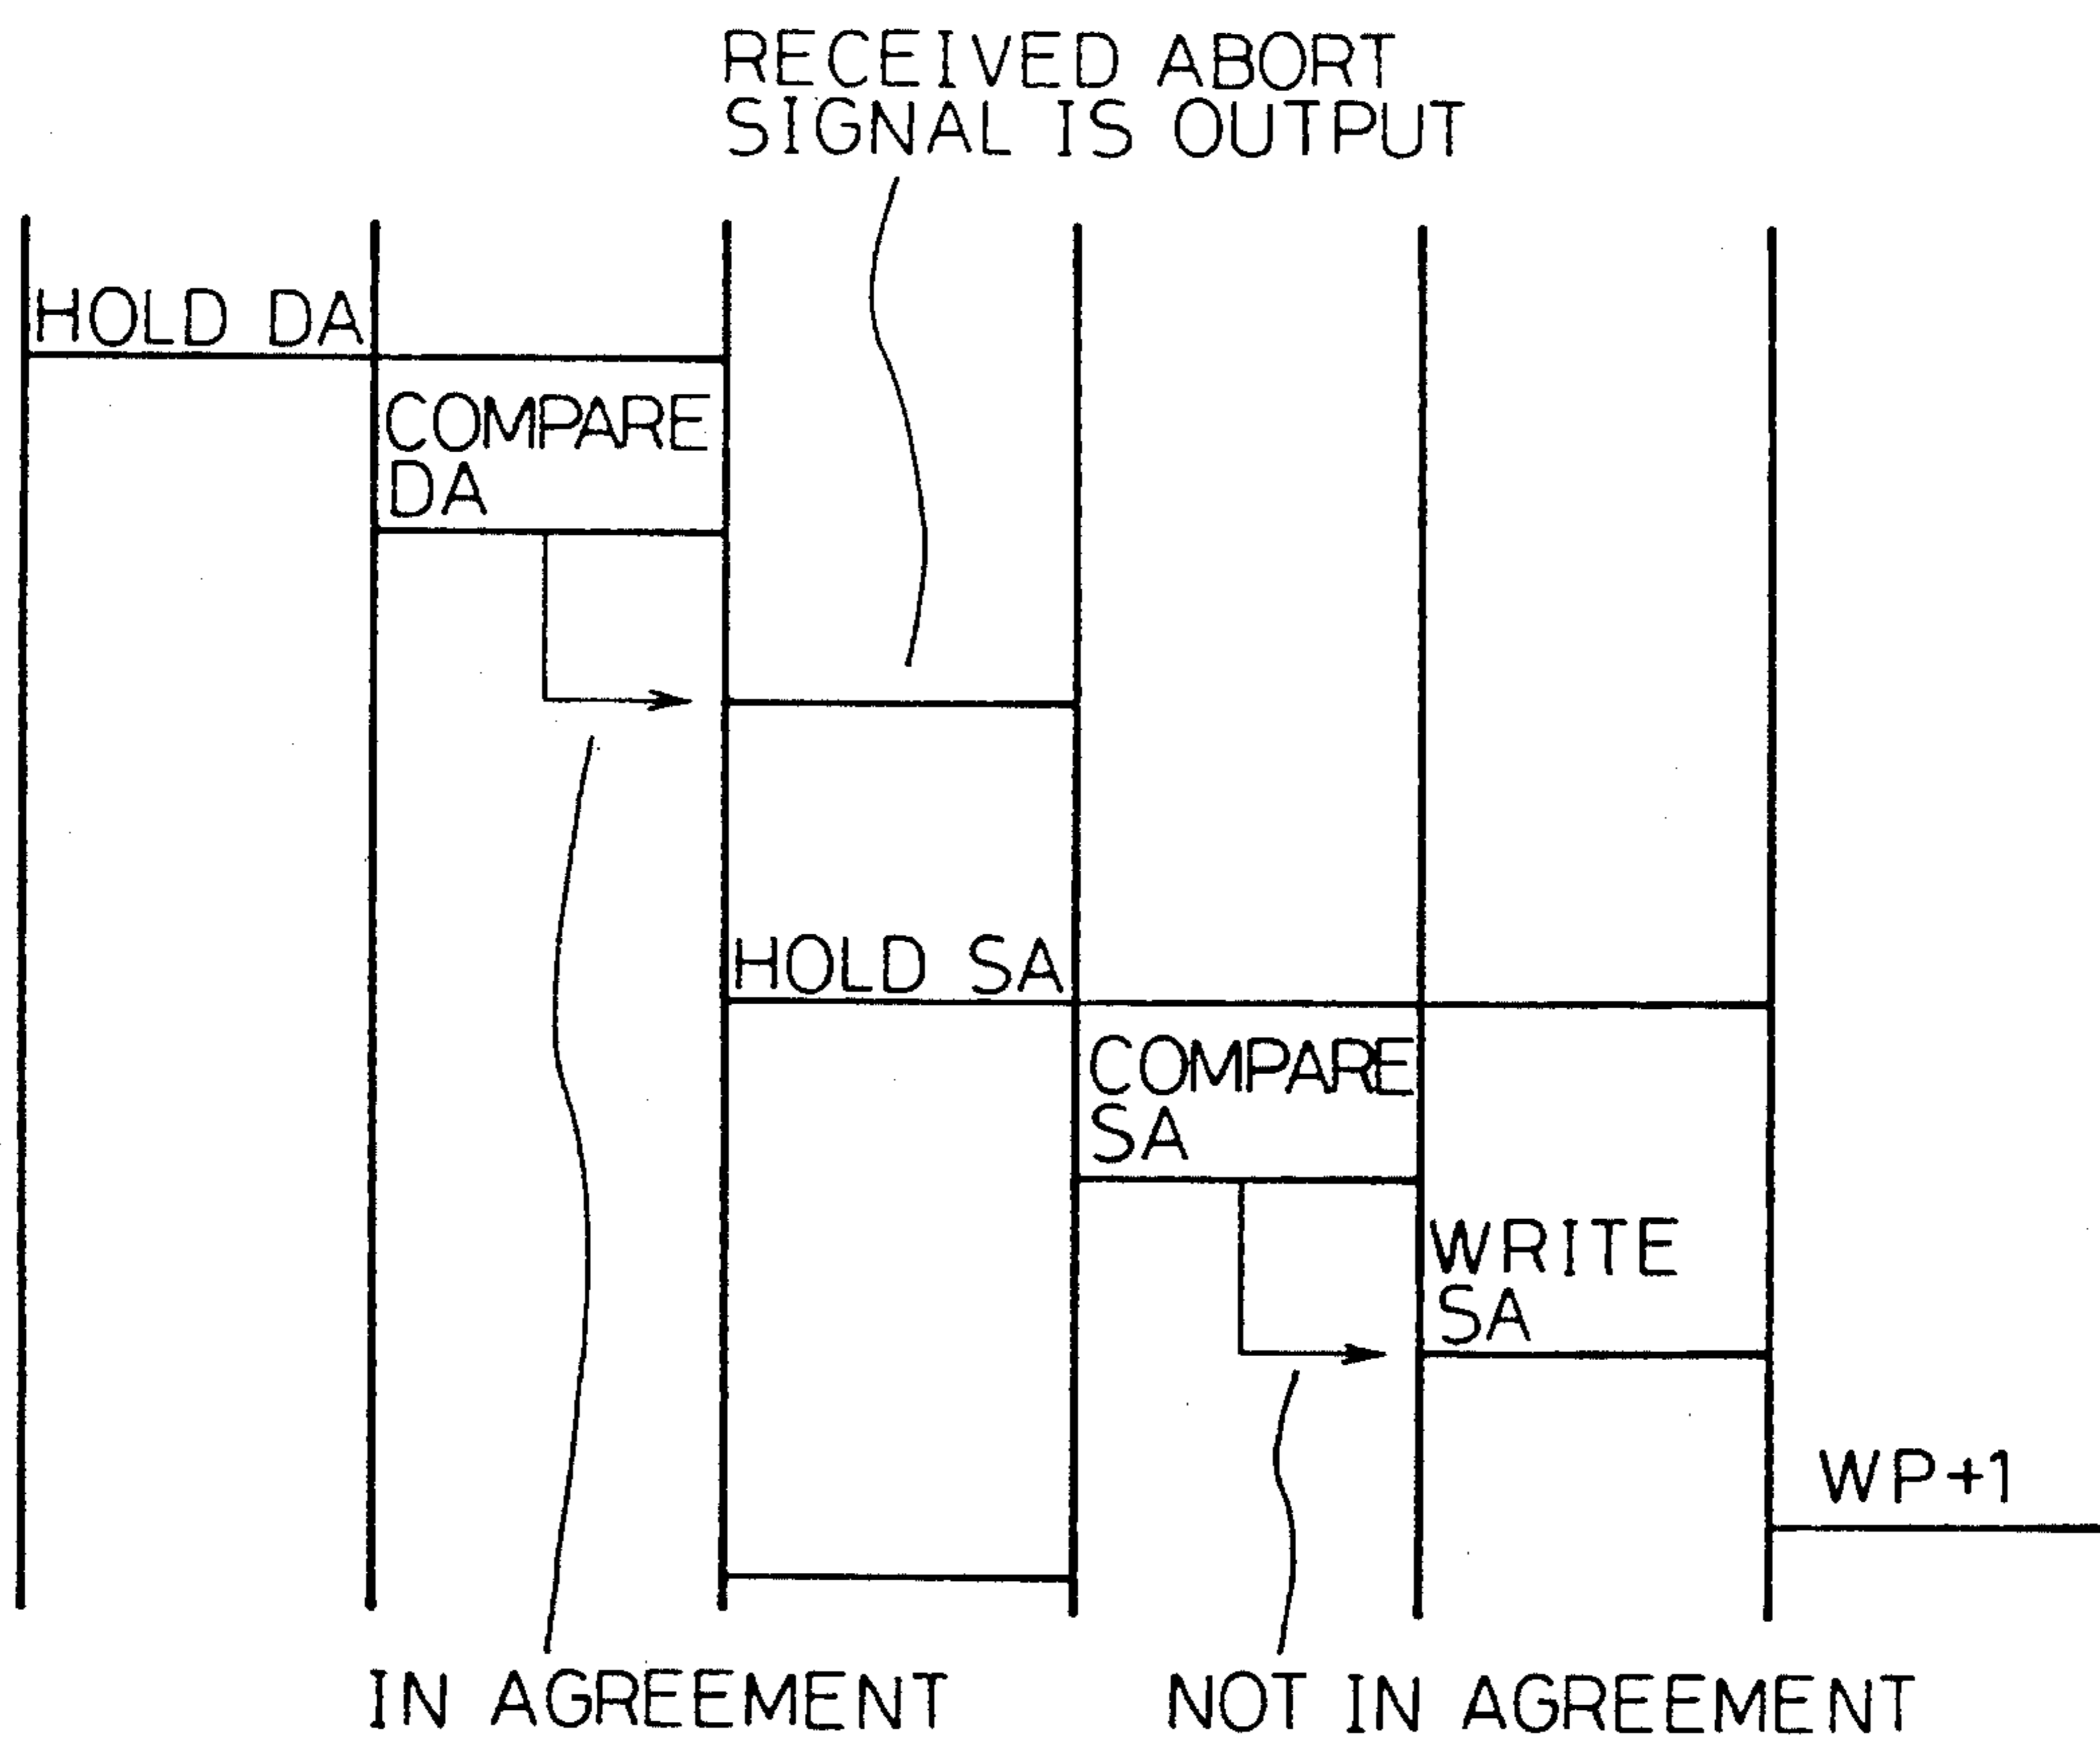 RECEIVED ABORT
SIGNAL IS OUTPUT
HOLD DA
COMPARE
DA
HOLD SA
COMPARE
SA
WRITE
SA
WP+1
IN AGREEMENT
NOT IN AGREEMENT